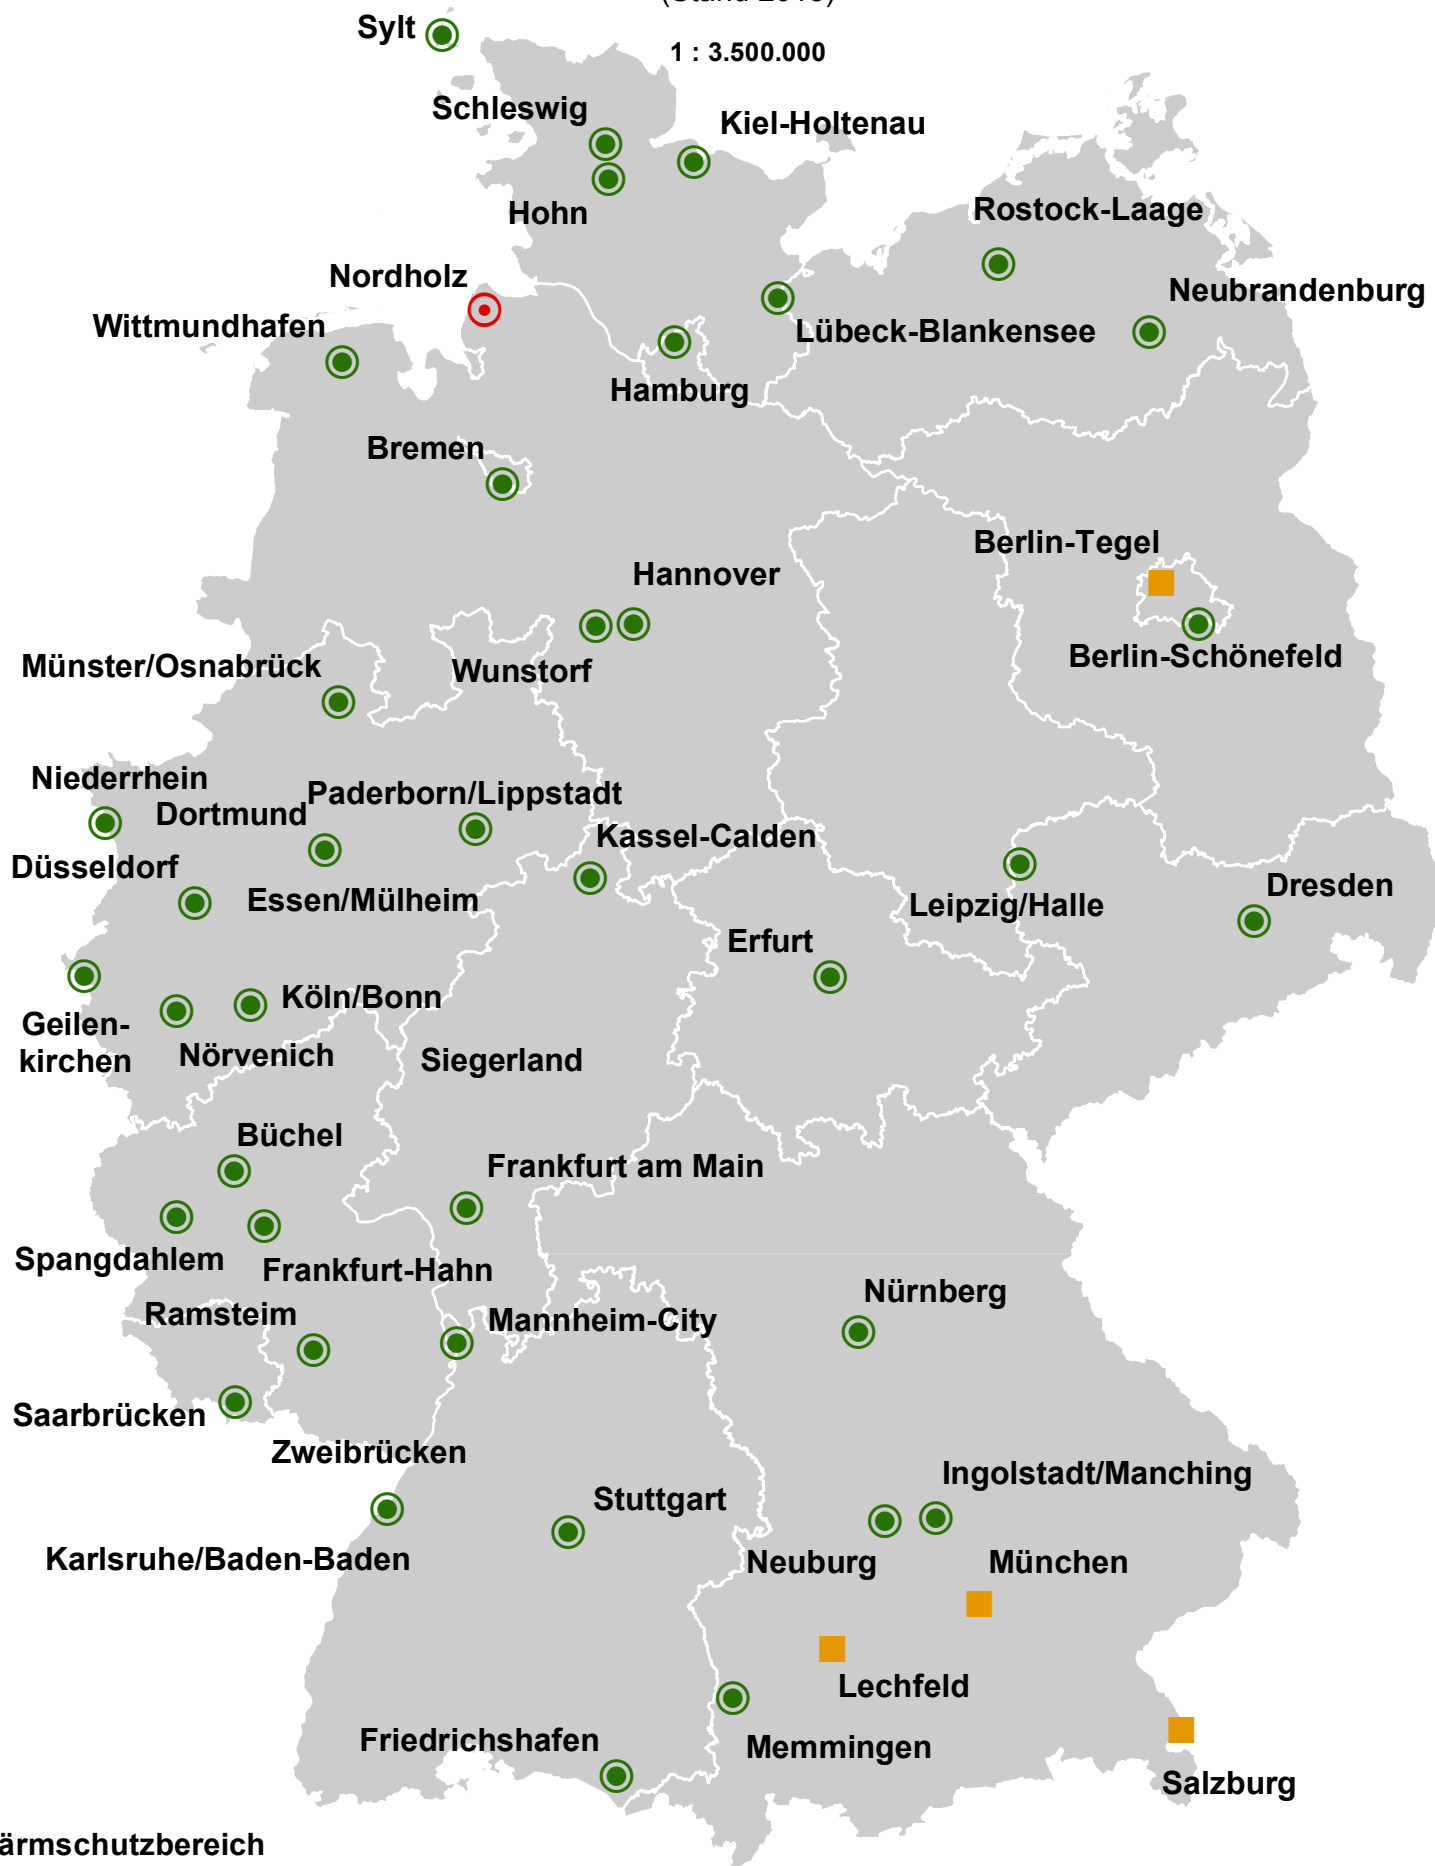 Sylt
1 : 3.500.000
Schleswig
Kiel-Holtenau
Hohn
Rostock-Laage
Nordholz
Neubrandenburg
Wittmundhafen
Lübeck-Blankensee
Hamburg
Bremen
Berlin-Tegel
Hannover
Berlin-Schönefeld
Münster/Osnabrück
Wunstorf
Niederrhein
Paderborn/Lippstadt
Dortmund
Kassel-Calden
Düsseldorf
Dresden
Essen/Mülheim
Leipzig/Halle
Erfurt
Köln/Bonn
Geilen-
kirchen
Nörvenich
Siegerland
Büchel
Frankfurt am Main
Spangdahlem
Frankfurt-Hahn
Nürnberg
Ramsteim
Mannheim-City
Saarbrücken
Zweibrücken
Ingolstadt/Manching
Stuttgart
Karlsruhe/Baden-Baden
Neuburg
München
Lechfeld
Friedrichshafen
Memmingen
Salzburg
ärmschutzbereich